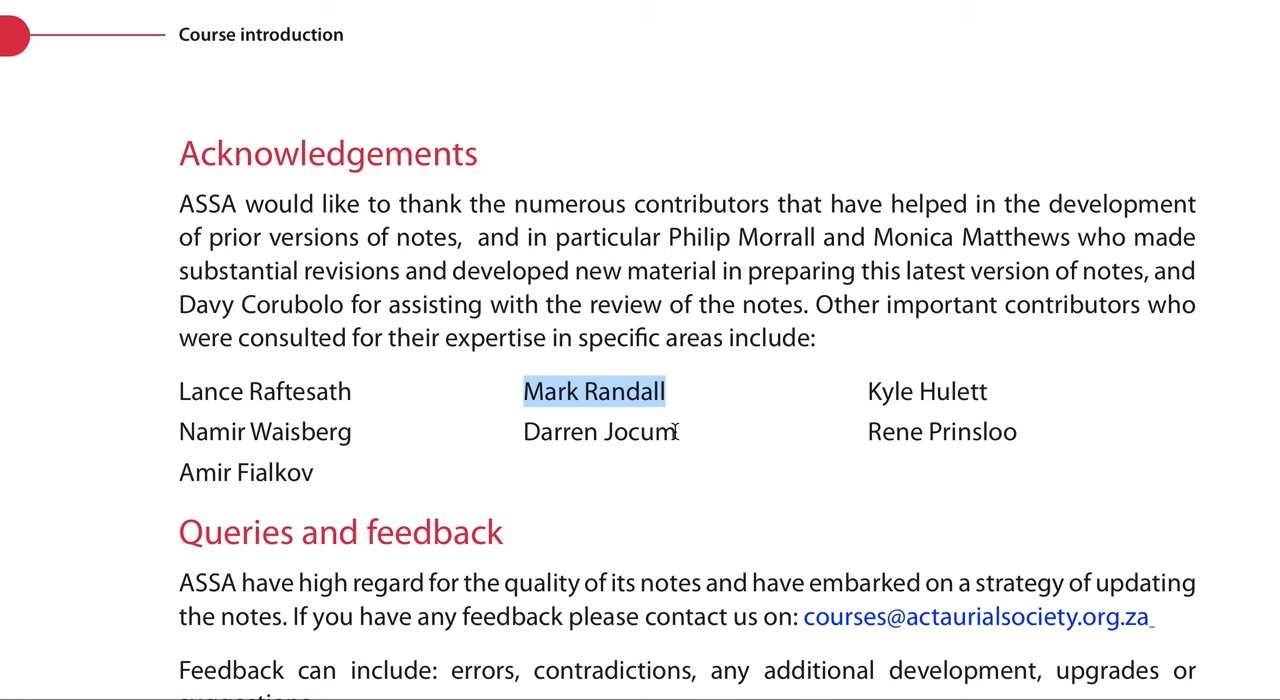 Course introduction
Acknowledgements
ASSA would like to thank the numerous contributors that have helped in the development
of prior versions of notes, and in particular Philip Morrall and Monica Matthews who made
substantial revisions and developed new material in preparing this latest version of notes, and
Davy Corubolo for assisting with the review of the notes. Other important contributors who
were consulted for their expertise in specific areas include:
Lance Raftesath Mark Randall Kyle Hulett
Namir Waisberg Darren Jocum Rene Prinsloo
Amir Fialkov
Queries and feedback
ASSA have high regard for the quality of its notes and have embarked on a strategy of updating
the notes. If you have any feedback please contact us on: courses@actaurialsociety.org.za
Feedback can include: errors, contradictions, any additional development, upgrades or